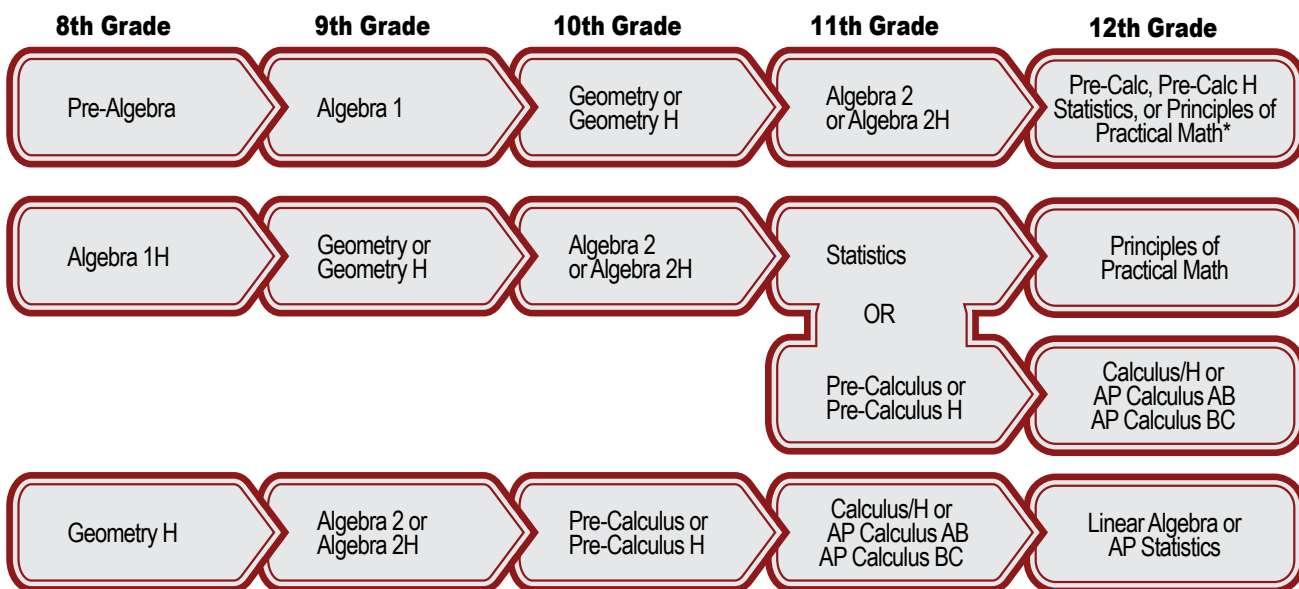 8th Grade
9th Grade
10th Grade
11th Grade
12th Grade
Pre-Algebra
Algebra 1
Geometry or
Geometry H
Algebra 2
or Algebra 2H
Pre-Calc, Pre-Calc H
Statistics, or Principles of
Practical Math*
Algebra 1H
Geometry or
Geometry H
Algebra 2
or Algebra 2H
Statistics
OR
Pre-Calculus or
Pre-Calculus H
Principles of
Practical Math
Calculus/H or
AP Calculus AB
AP Calculus BC
Geometry H
Algebra 2 or
Algebra 2H
Pre-Calculus or
Pre-Calculus H
Calculus/H or
AP Calculus AB
AP Calculus BC
Linear Algebra or
AP Statistics